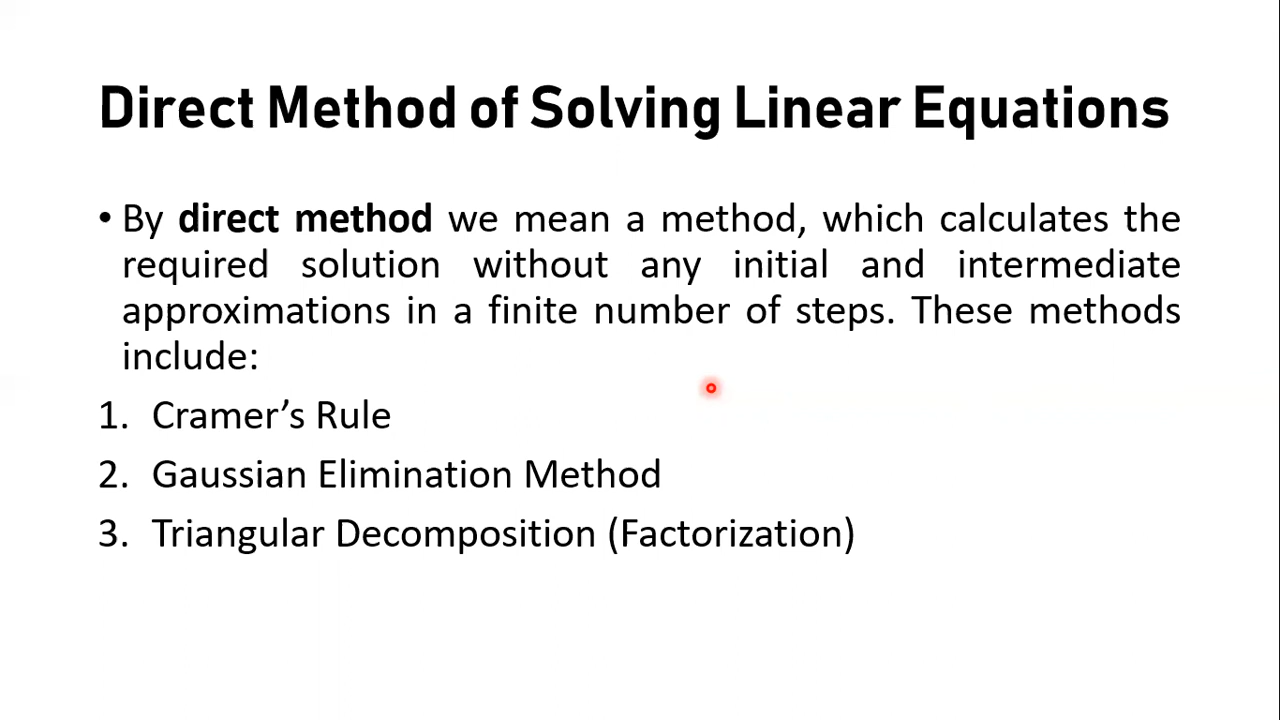 Direct Method of Solving Linear Equations
• By direct method we mean a method, which calculates the
required solution without any initial and intermediate
approximations in a finite number of steps. These methods
include:
1. Cramer’s Rule
2. Gaussian Elimination Method
3. Triangular Decomposition (Factorization)